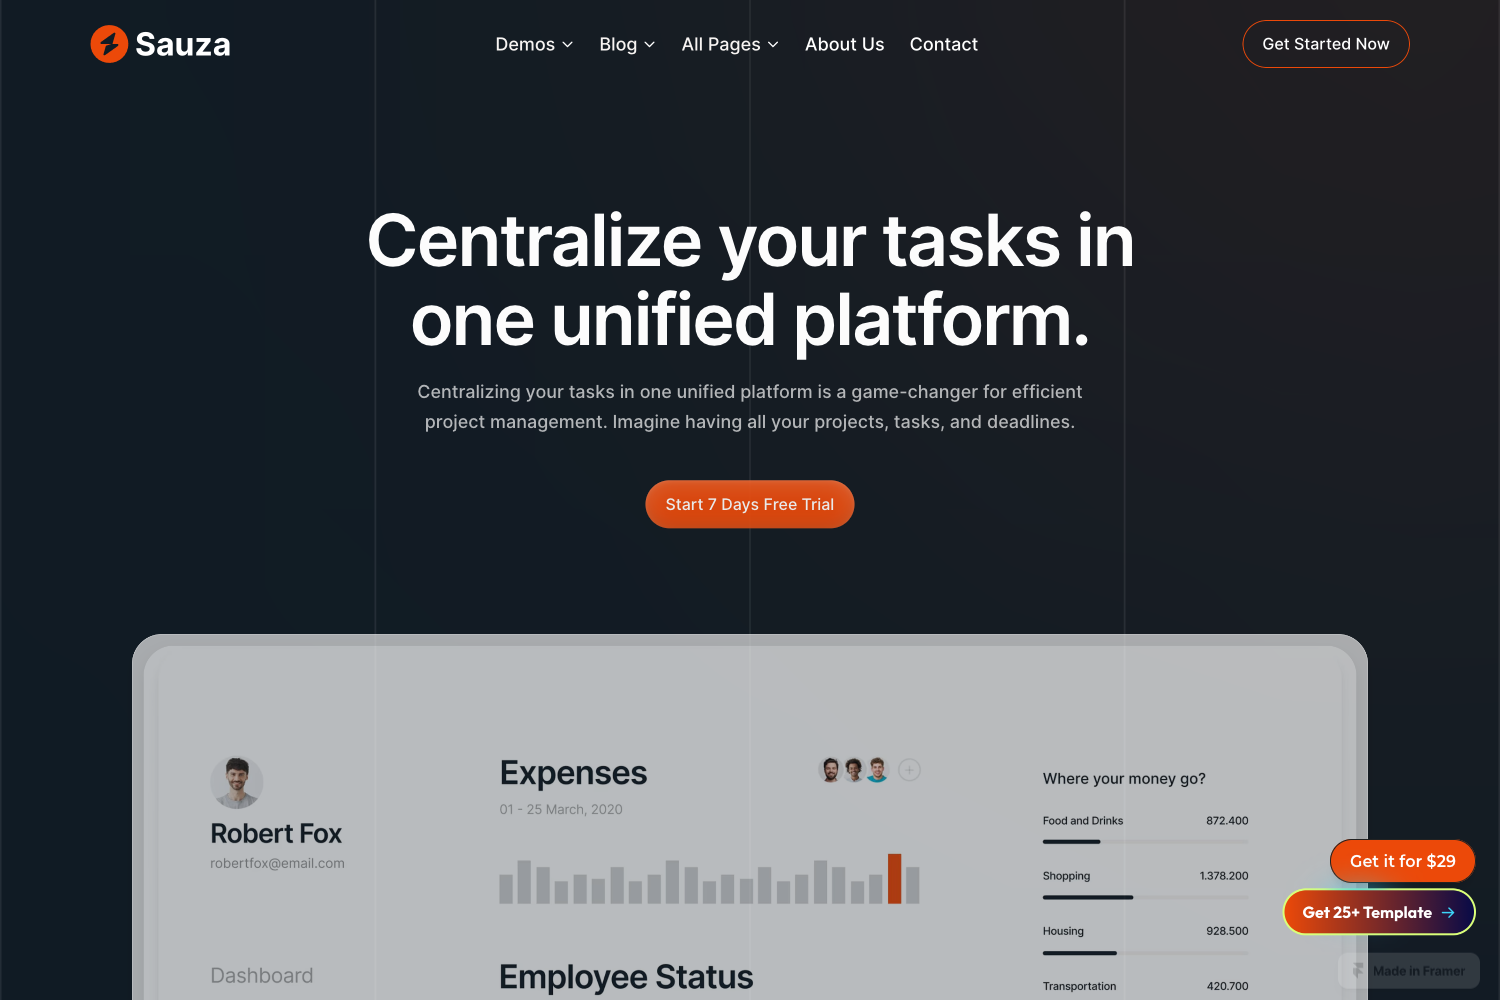 Sauza
Demos
Blog
All Pages
About Us
Contact
Get Started Now
Centralize your tasks in
one unified platform.
Centralizing your tasks in one unified platform is a game-changer for efficient
project management. Imagine having all your projects, tasks, and deadlines.
Start 7 Days Free Trial
Robert Fox
robertfox@email.com
Dashboard
Expenses
01 - 25 March, 2020
Employee Status
Where your money go?
Food and Drinks 872.400
Shopping 1.378.200
Housing 928.500
Transportation 420.700
Get it for $29
Get 25+ Template
Made in Framer